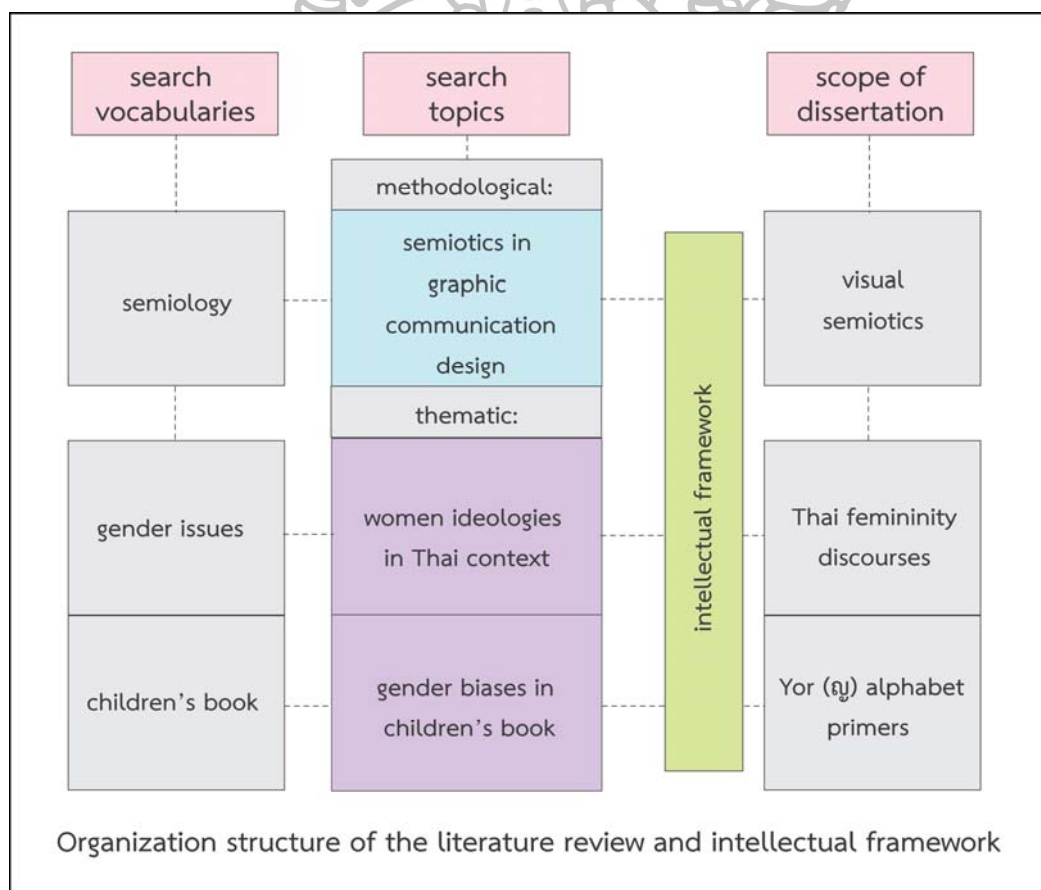 search
vocabularies
search
topics
scope of
dissertation
methodological:
semiology
semiotics in
graphic
communication
design
visual
semiotics
thematic:
gender issues
women ideologies
in Thai context
Thai femininity
discourses
children's book
gender biases in
children's book
Yor (ญ) alphabet
primers
intellectual framework
Organization structure of the literature review and intellectual framework